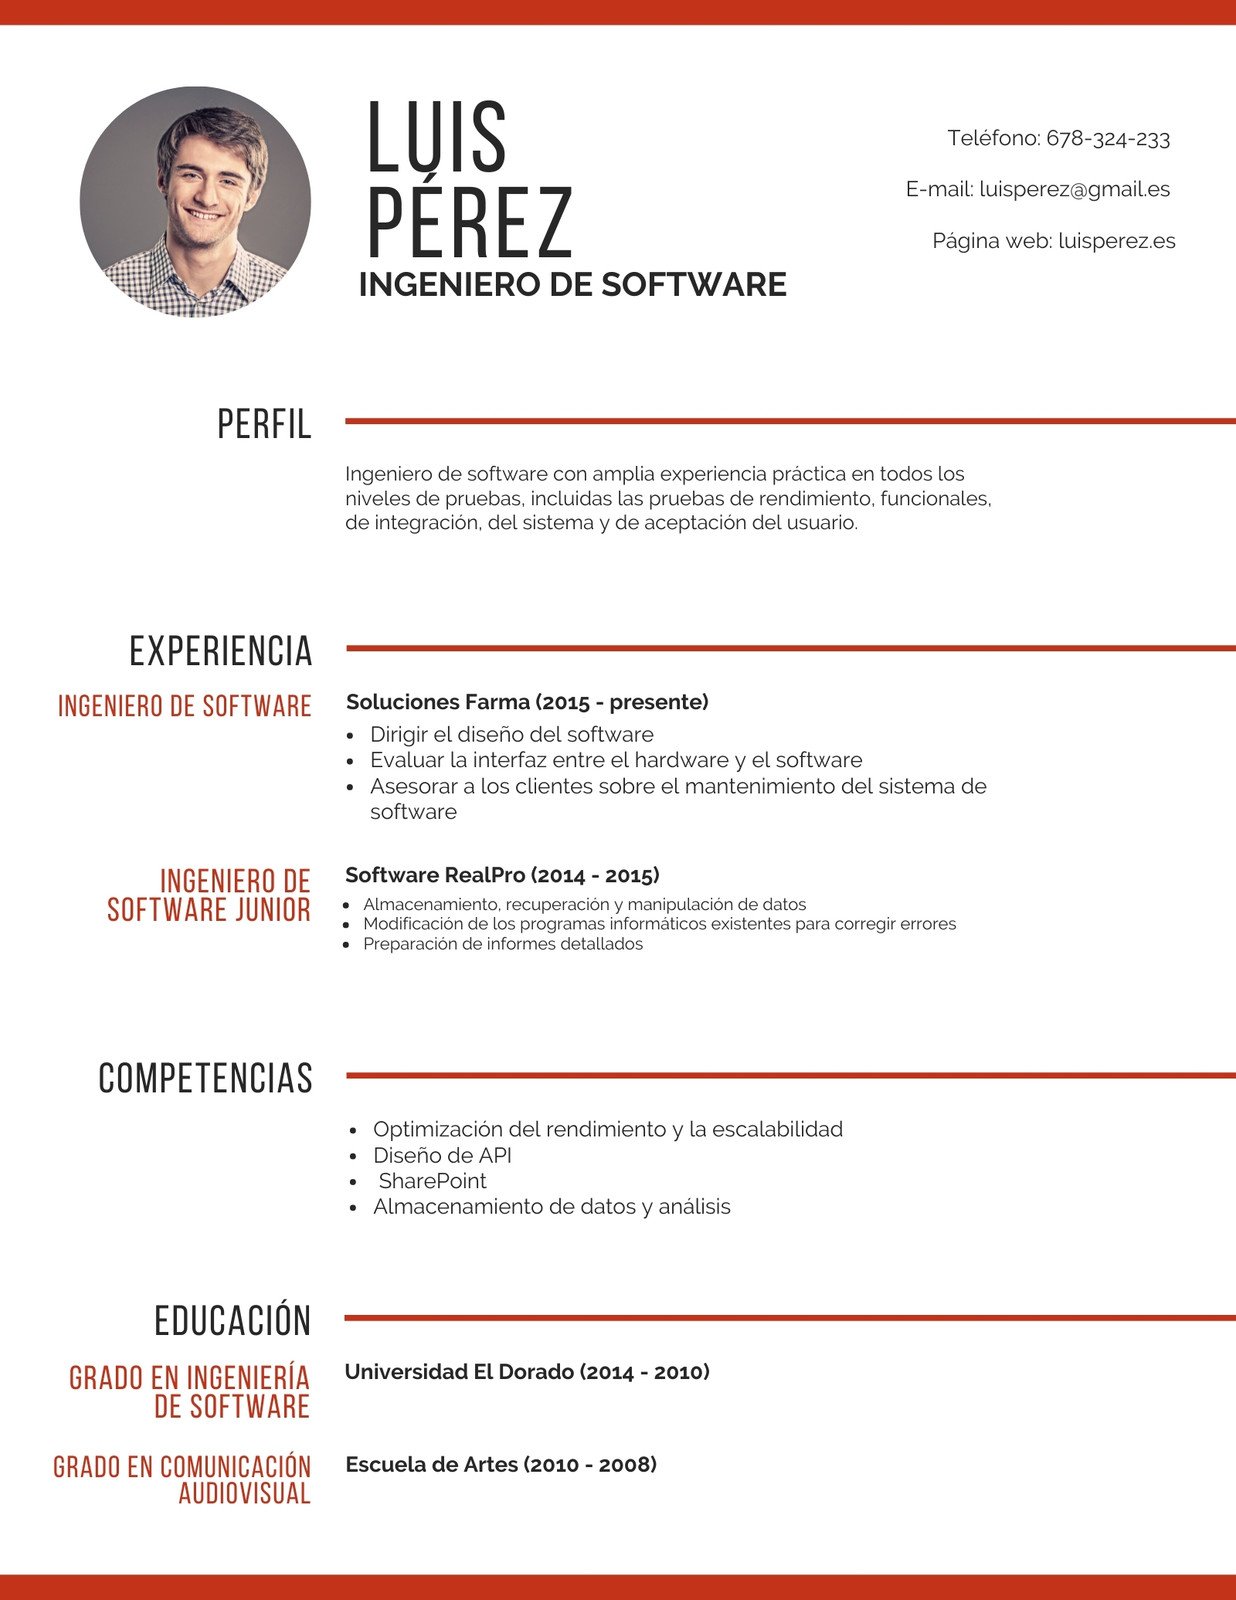 LUIS
PÉREZ
INGENIERO DE SOFTWARE
Teléfono: 678-324-233
E-mail: luisperez@gmail.es
Página web: luisperez.es
PERFIL
Ingeniero de software con amplia experiencia práctica en todos los
niveles de pruebas, incluidas las pruebas de rendimiento, funcionales,
de integración, del sistema y de aceptación del usuario.
EXPERIENCIA
INGENIERO DE SOFTWARE
Soluciones Farma (2015 - presente)
• Dirigir el diseño del software
• Evaluar la interfaz entre el hardware y el software
• Asesorar a los clientes sobre el mantenimiento del sistema de
software
INGENIERO DE
SOFTWARE JUNIOR
Software RealPro (2014 - 2015)
• Almacenamiento, recuperación y manipulación de datos
• Modificación de los programas informáticos existentes para corregir errores
• Preparación de informes detallados
COMPETENCIAS
• Optimización del rendimiento y la escalabilidad
• Diseño de API
• SharePoint
• Almacenamiento de datos y análisis
EDUCACIÓN
GRADO EN INGENIERÍA
DE SOFTWARE
Universidad El Dorado (2014 - 2010)
GRADO EN COMUNICACIÓN
AUDIOVISUAL
Escuela de Artes (2010 - 2008)